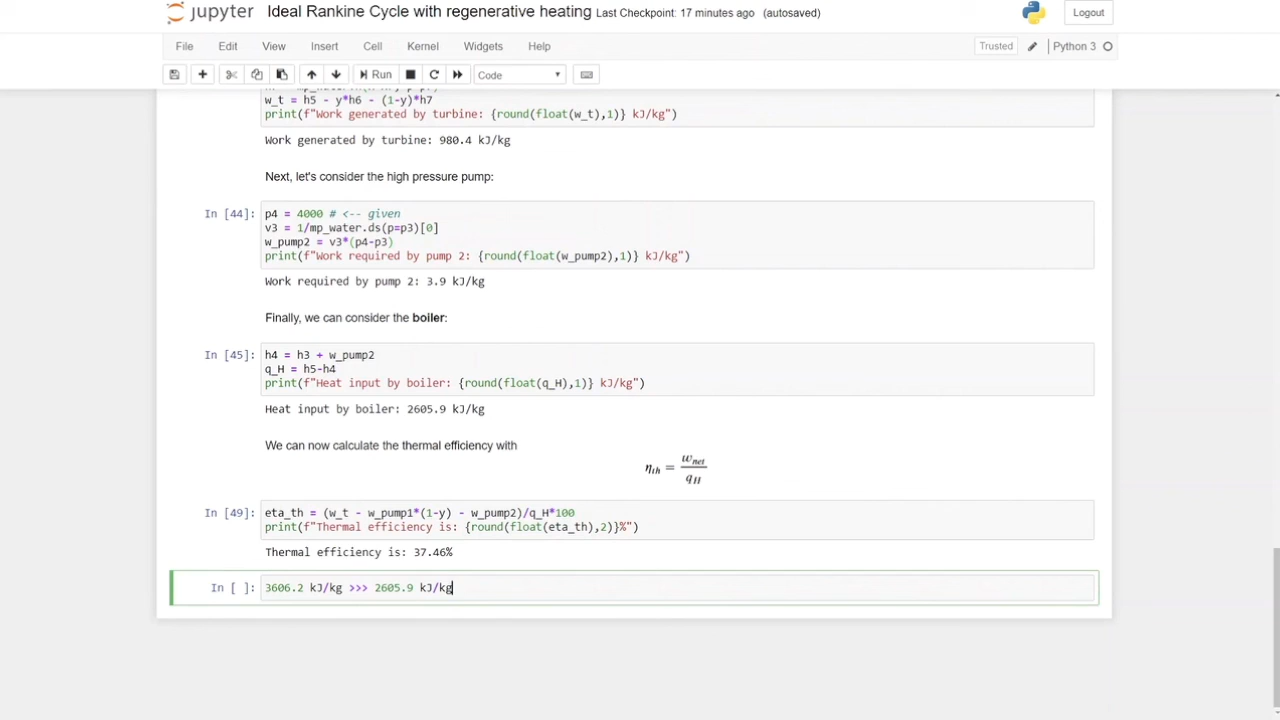 jupyter Ideal Rankine Cycle with regenerative heating Last Checkpoint: 17 minutes ago (autosaved) Logout
File Edit View Insert Cell Kernel Widgets Help Trusted Python 3
Run Code
w_t = h5 - y*h6 - (1-y)*h7
print(f"Work generated by turbine: {round(float(w_t),1)} kJ/kg")
Work generated by turbine: 980.4 kJ/kg
Next, let's consider the high pressure pump:
In [44]: p4 = 4000 # <-- given
v3 = 1/mp_water.ds(p=p3)[0]
w_pump2 = v3*(p4-p3)
print(f"Work required by pump 2: {round(float(w_pump2),1)} kJ/kg")
Work required by pump 2: 3.9 kJ/kg
Finally, we can consider the boiler:
In [45]: h4 = h3 + w_pump2
q_H = h5-h4
print(f"Heat input by boiler: {round(float(q_H),1)} kJ/kg")
Heat input by boiler: 2605.9 kJ/kg
We can now calculate the thermal efficiency with
η_th = w_net / q_H
In [49]: eta_th = (w_t - w_pump1*(1-y) - w_pump2)/q_H*100
print(f"Thermal efficiency is: {round(float(eta_th),2)}%")
Thermal efficiency is: 37.46%
In [ ]: 3606.2 kJ/kg >>> 2605.9 kJ/kg